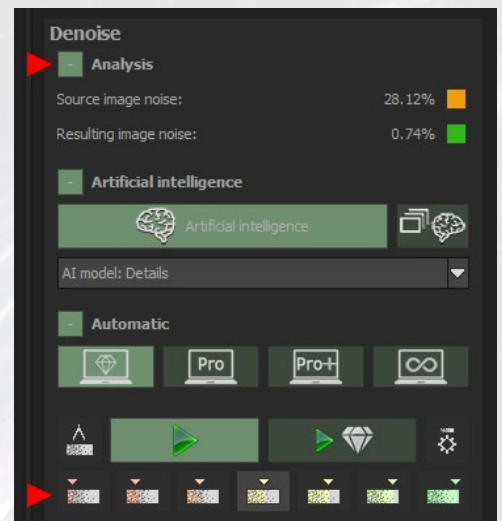 Denoise
- Analysis
Source image noise: 28.12%
Resulting image noise: 0.74%
- Artificial intelligence
Artificial intelligence
AI model: Details
- Automatic
Pro Pro+